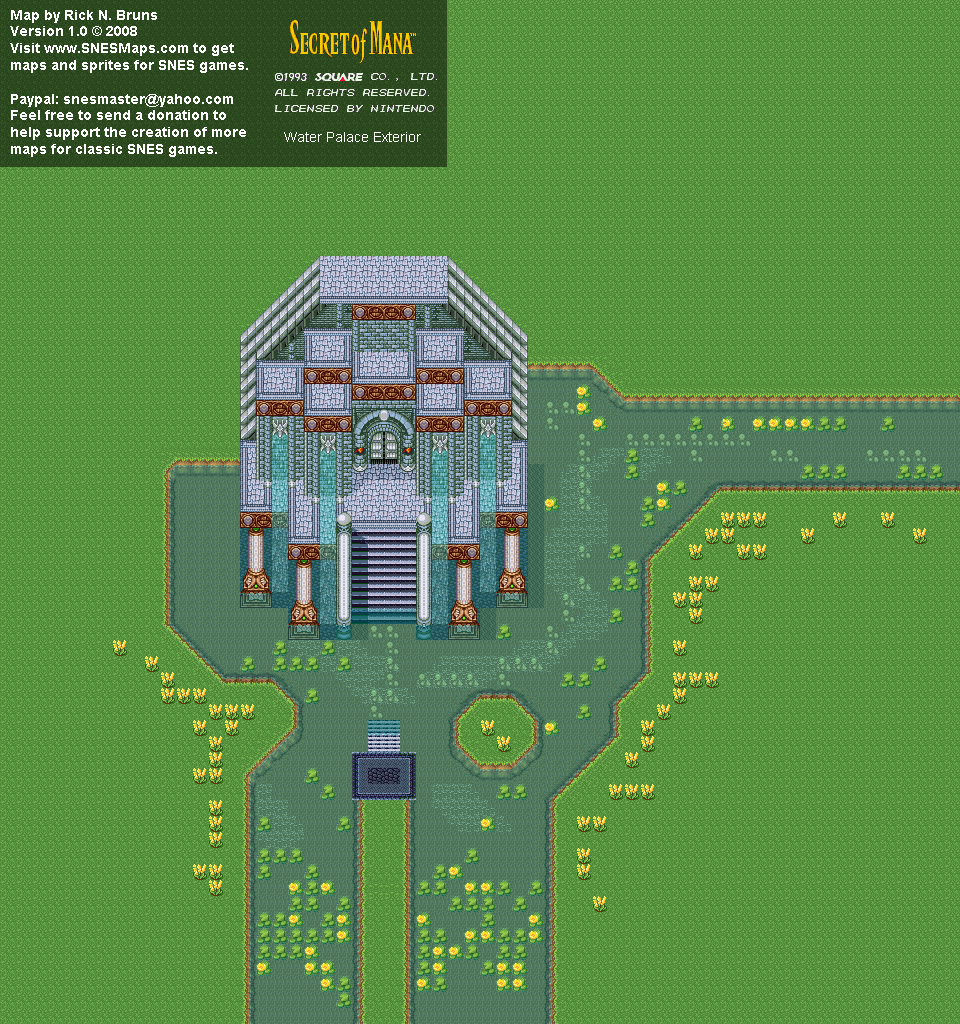 Map by Rick N. Bruns
Version 1.0 © 2008
Visit www.SNESMaps.com to get
maps and sprites for SNES games.
Paypal: snesmaster@yahoo.com
Feel free to send a donation to
help support the creation of more
maps for classic SNES games.
SECRET of MANA™
©1993 SQUARE CO., LTD.
ALL RIGHTS RESERVED.
LICENSED BY NINTENDO
Water Palace Exterior